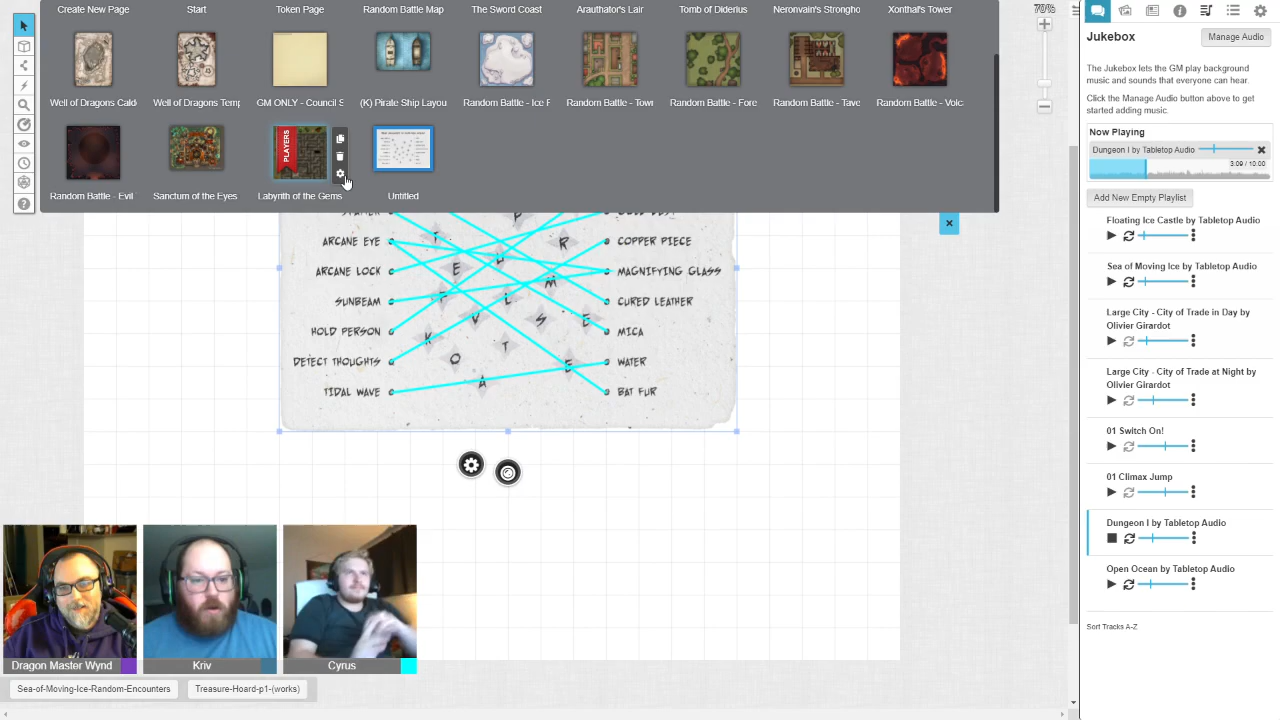 Create New Page
Start
Token Page
Random Battle Map
The Sword Coast
Arauthator's Lair
Tomb of Diderius
Neronvain's Strongho
Xonthal's Tower
70%
Well of Dragons Cald
Well of Dragons Temp
GM ONLY - Council S
(K) Pirate Ship Layou
Random Battle - Ice F
Random Battle - Town
Random Battle - Fore
Random Battle - Tave
Random Battle - Volc
PLAYERS
Random Battle - Evil
Sanctum of the Eyes
Labyrinth of the Gems
Untitled
ARCANE EYE
COPPER PIECE
ARCANE LOCK
MAGNIFYING GLASS
SUNBEAM
CURED LEATHER
HOLD PERSON
MICA
DETECT THOUGHTS
WATER
TIDAL WAVE
BAT FUR
Dragon Master Wynd
Kriv
Cyrus
Sea-of-Moving-Ice-Random-Encounters
Treasure-Hoard-p1-(works)
Jukebox
Manage Audio
The Jukebox lets the GM play background
music and sounds that everyone can hear.
Click the Manage Audio button above to get
started adding music.
Now Playing
Dungeon I by Tabletop Audio
3:09 / 10:00
Add New Empty Playlist
Floating Ice Castle by Tabletop Audio
Sea of Moving Ice by Tabletop Audio
Large City - City of Trade in Day by
Olivier Girardot
Large City - City of Trade at Night by
Olivier Girardot
01 Switch On!
01 Climax Jump
Dungeon I by Tabletop Audio
Open Ocean by Tabletop Audio
Sort Tracks A-Z